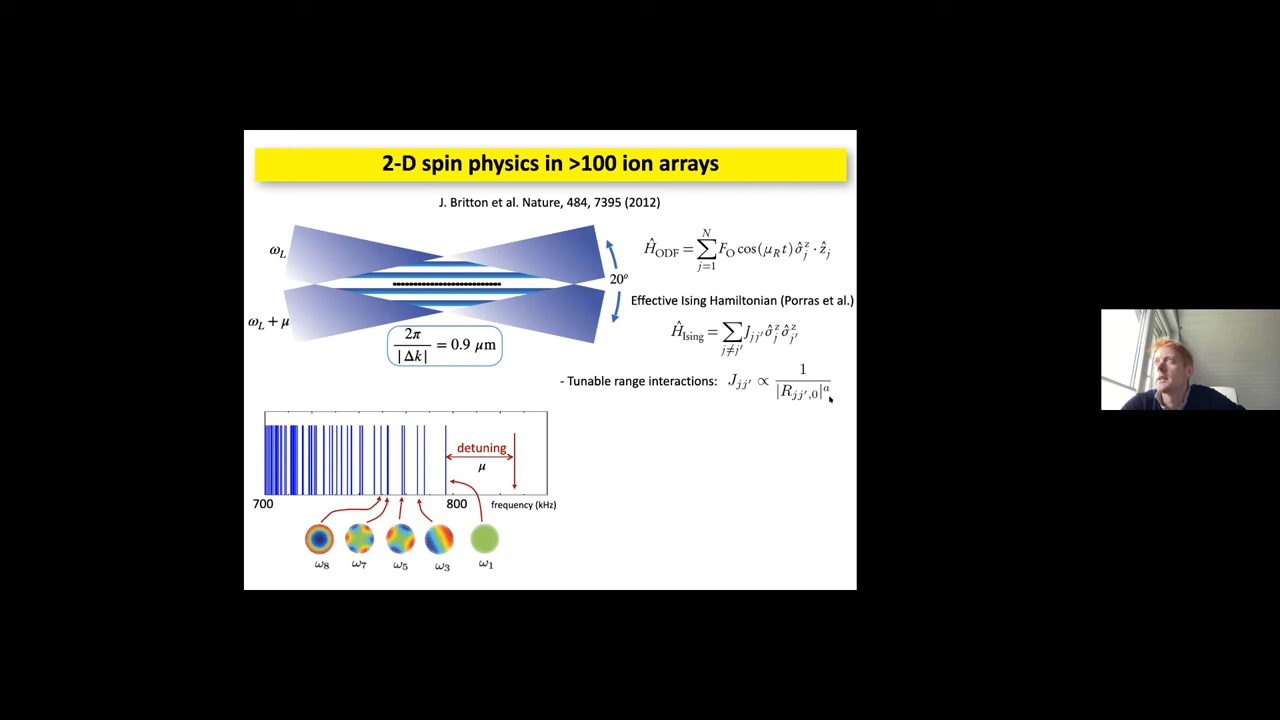 2-D spin physics in >100 ion arrays
J. Britton et al. Nature, 484, 7395 (2012)
ω_L
ω_L + μ
20°
2π / |Δk| = 0.9 μm
Ĥ_ODF = ∑_{j=1}^{N} F_O cos(μ_R t) σ̂_j^z · ẑ_j
Effective Ising Hamiltonian (Porras et al.)
Ĥ_Ising = ∑_{j≠j′} J_{jj′} σ̂_j^z σ̂_{j′}^z
- Tunable range interactions: J_{jj′} ∝ 1 / |R_{jj′,0}|^a
detuning
μ
700
800
frequency (kHz)
ω₈ ω₇ ω₅ ω₃ ω₁